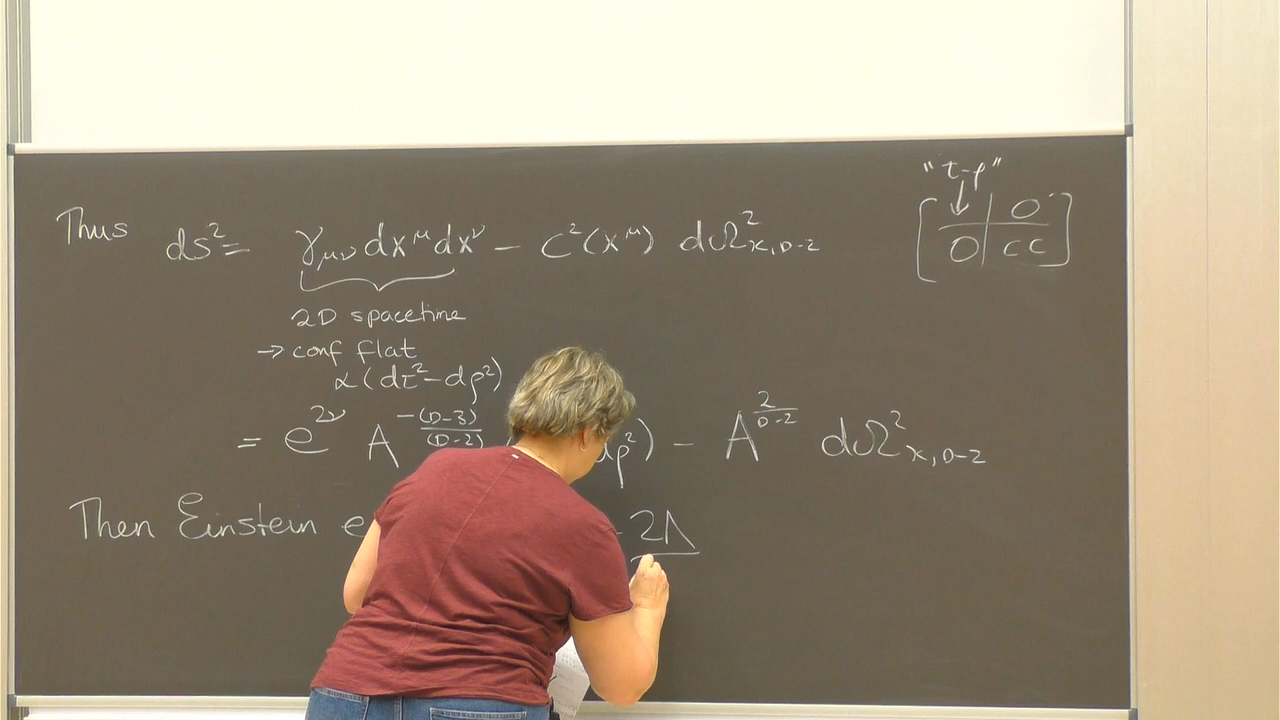 "τ-ρ"
Thus ds² = γ_μν dx^μ dx^ν - C²(x^μ) dΩ²_{x,D-2} [ ↓ | 0 / 0 | CC ]
2D spacetime
→ conf flat
α(dτ² - dρ²)
= e^{2ν} A^{-(D-3)/(D-2)} dρ²) - A^{2/(D-2)} dΩ²_{x,D-2}
Then Einstein 2Λ